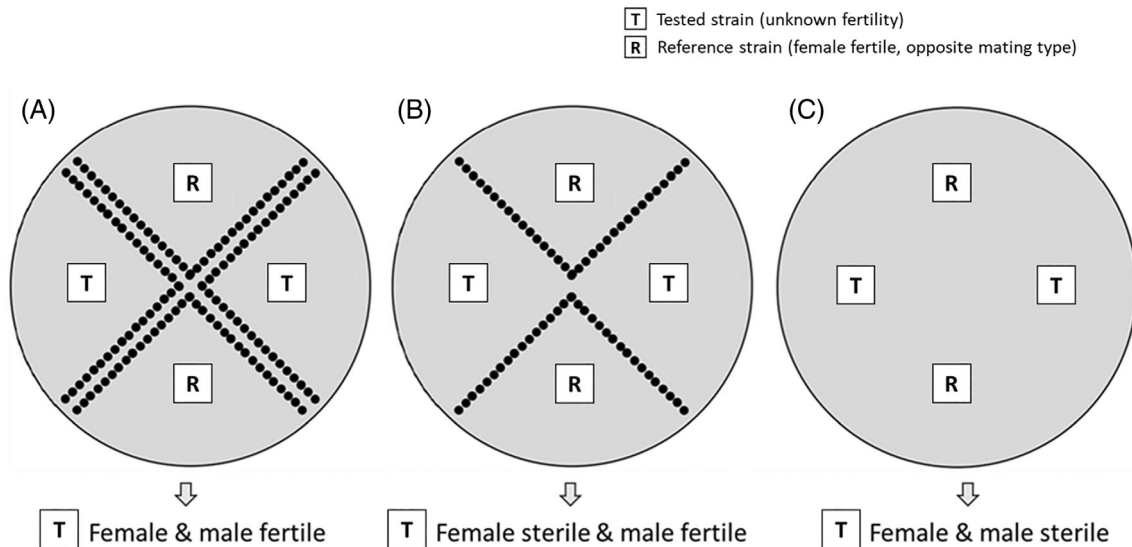 T Tested strain (unknown fertility)
R Reference strain (female fertile, opposite mating type)
(A)
R
T T
R
T Female & male fertile
(B)
R
T T
R
T Female sterile & male fertile
(C)
R
T T
R
T Female & male sterile